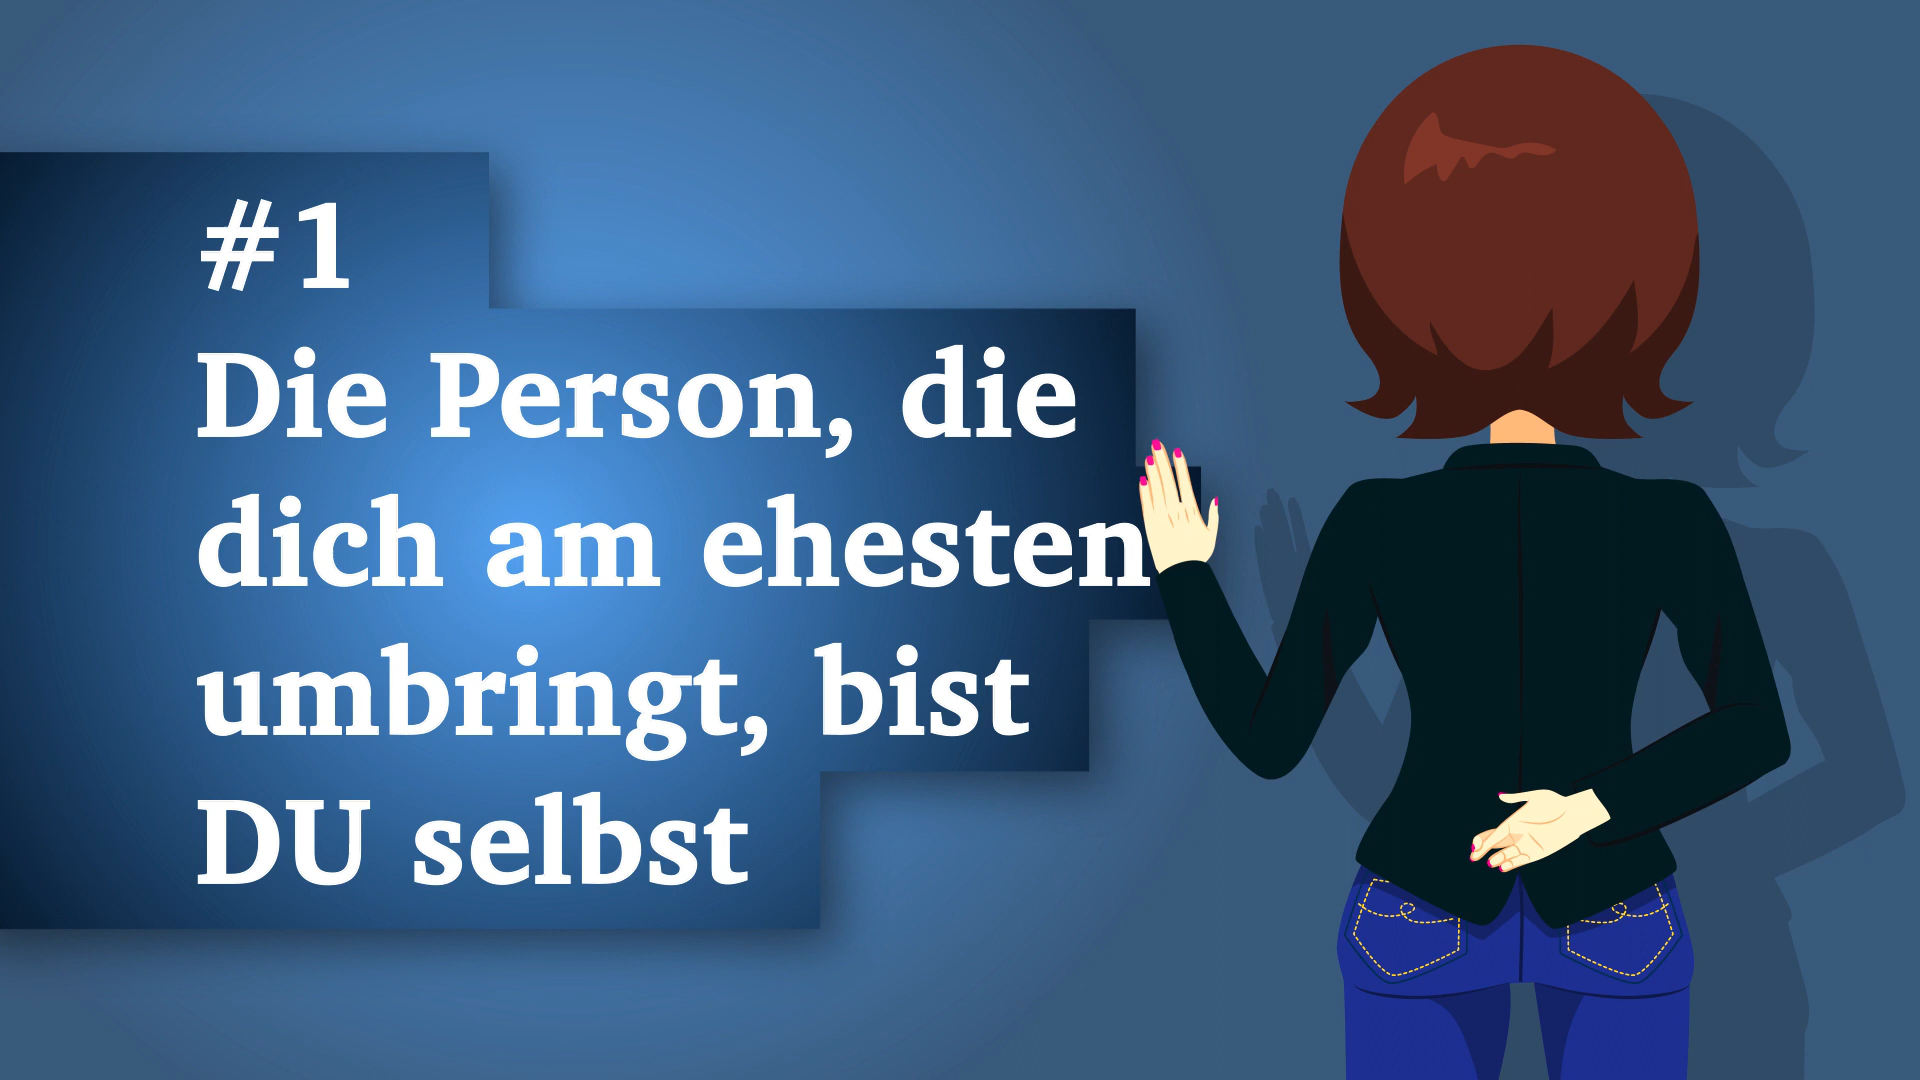 #1
Die Person, die
dich am ehesten
umbringt, bist
DU selbst